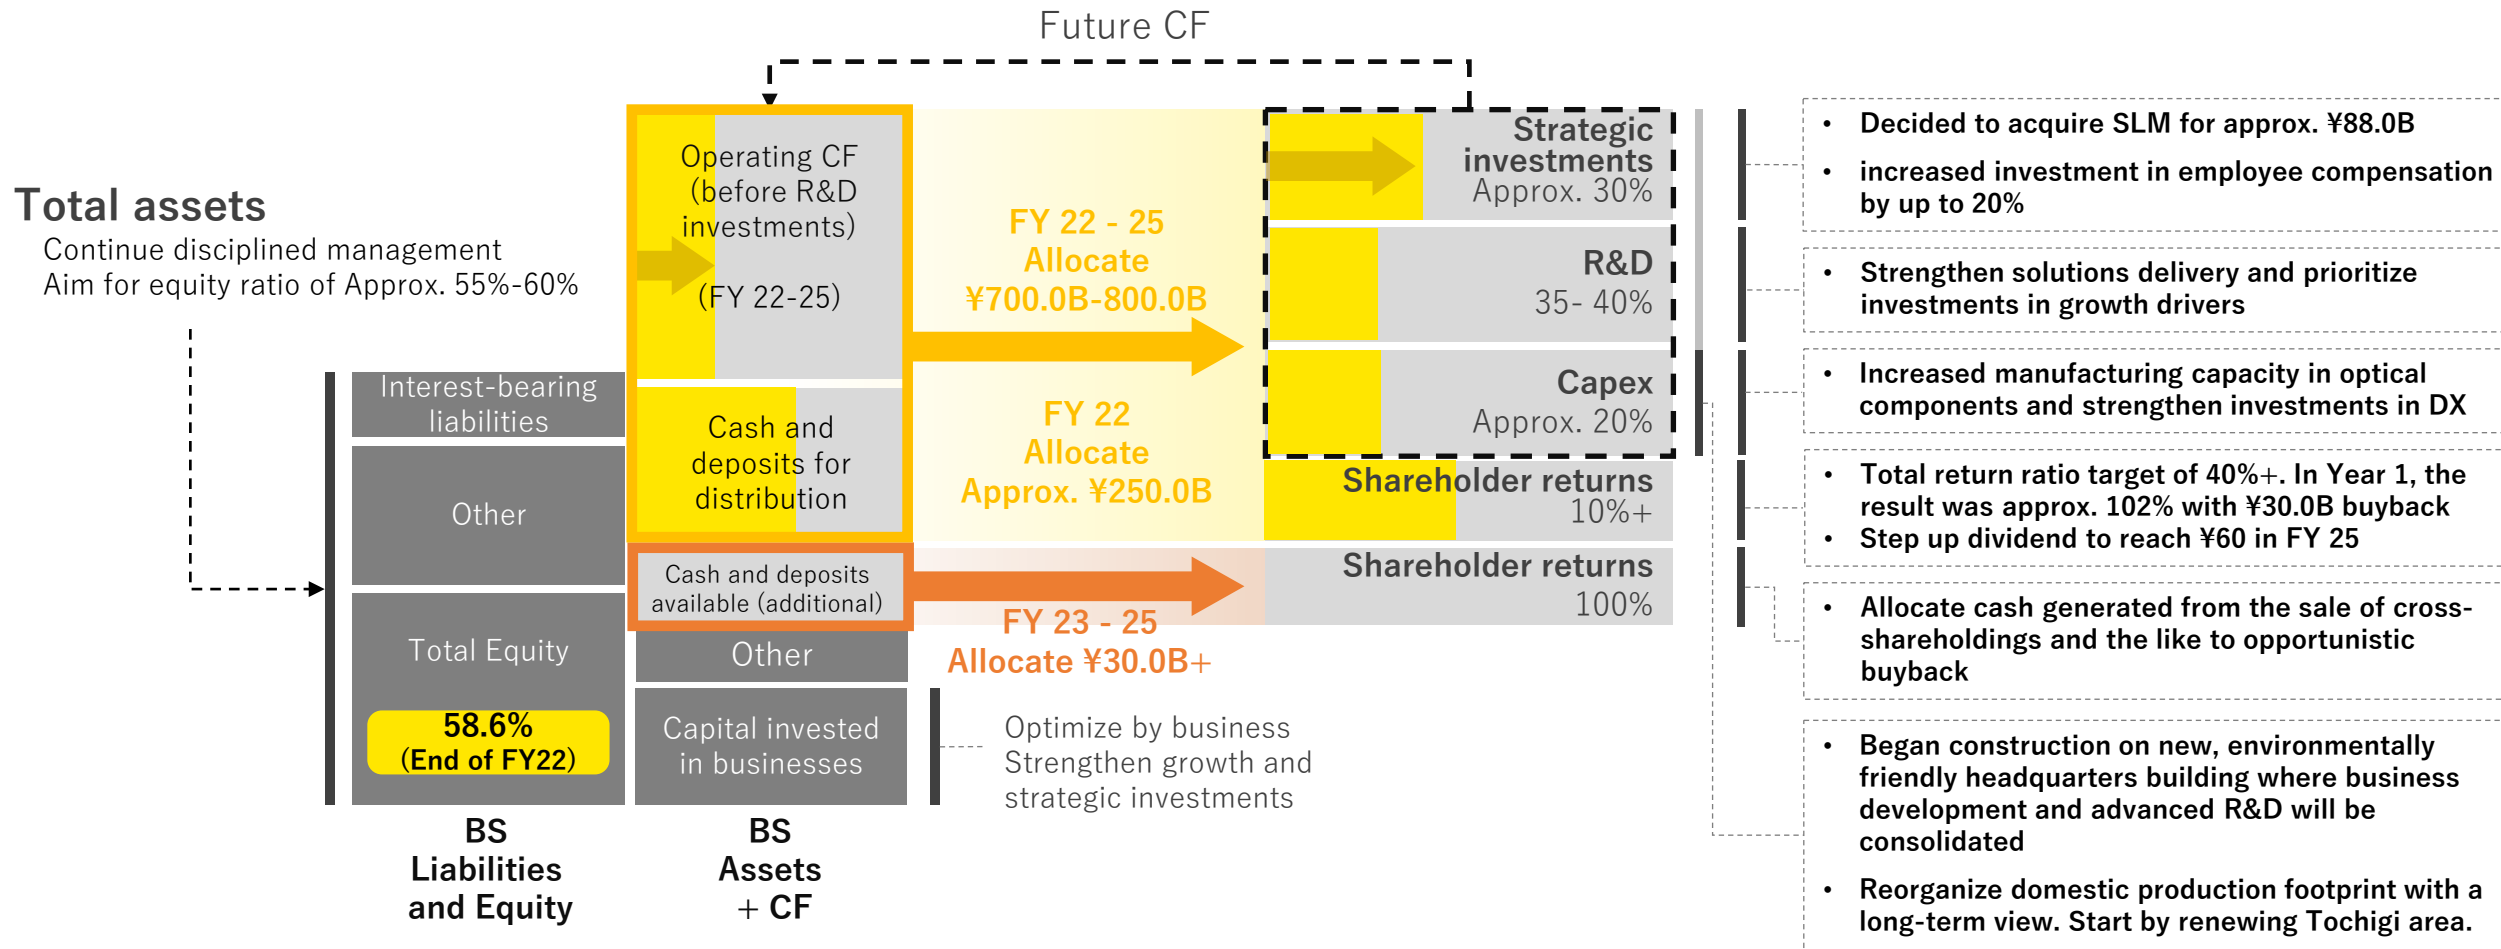 Future CF
Total assets
Continue disciplined management
Aim for equity ratio of Approx. 55%-60%
Interest-bearing
liabilities
Other
Total Equity
58.6%
(End of FY22)
BS
Liabilities
and Equity
Operating CF
(before R&D
investments)
(FY 22-25)
Cash and
deposits for
distribution
Cash and deposits
available (additional)
Other
Capital invested
in businesses
BS
Assets
+ CF
FY 22 - 25
Allocate
¥700.0B-800.0B
FY 22
Allocate
Approx. ¥250.0B
FY 23 - 25
Allocate ¥30.0B+
Optimize by business
Strengthen growth and
strategic investments
Strategic
investments
Approx. 30%
R&D
35- 40%
Capex
Approx. 20%
Shareholder returns
10%+
Shareholder returns
100%
• Decided to acquire SLM for approx. ¥88.0B
• increased investment in employee compensation
by up to 20%
• Strengthen solutions delivery and prioritize
investments in growth drivers
• Increased manufacturing capacity in optical
components and strengthen investments in DX
• Total return ratio target of 40%+. In Year 1, the
result was approx. 102% with ¥30.0B buyback
• Step up dividend to reach ¥60 in FY 25
• Allocate cash generated from the sale of cross-
shareholdings and the like to opportunistic
buyback
• Began construction on new, environmentally
friendly headquarters building where business
development and advanced R&D will be
consolidated
• Reorganize domestic production footprint with a
long-term view. Start by renewing Tochigi area.